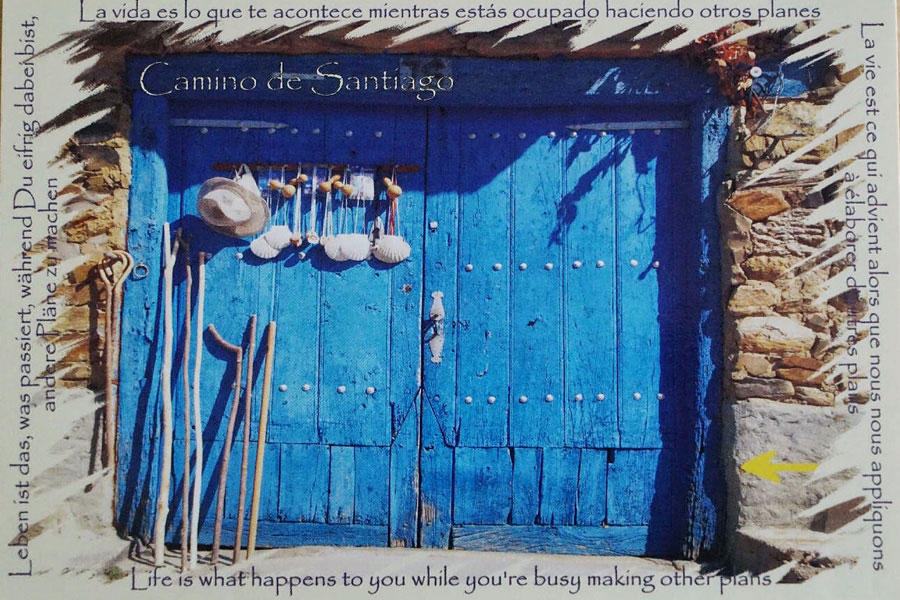 La vida es lo que te acontece mientras estás ocupado haciendo otros planes
Camino de Santiago
Leben ist das, was passiert, während Du eifrig dabei bist,
andere Pläne zu machen
La vie est ce qui advient alors que nous nous appliquons
à élaborer d'autres plans
Life is what happens to you while you're busy making other plans